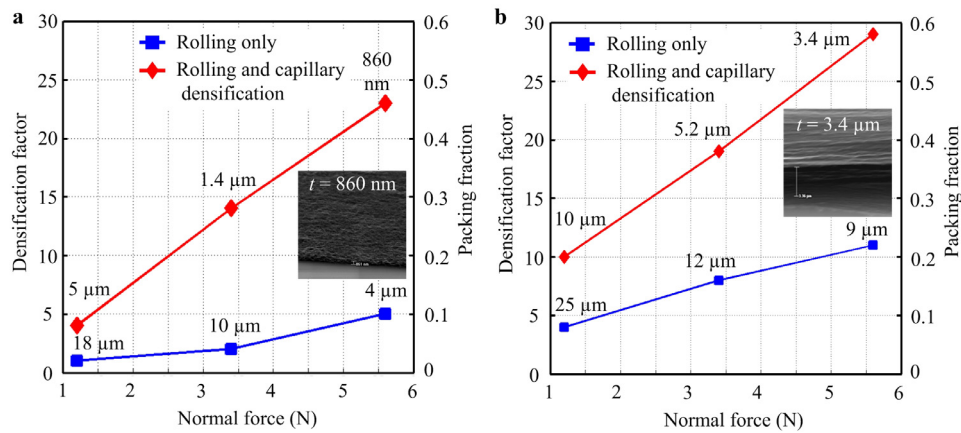 a
30
25
20
15
10
5
0
Densification factor
Rolling only
Rolling and capillary
densification
860
nm
1.4 µm
5 µm
18 µm
10 µm
4 µm
t = 860 nm
0.6
0.5
0.4
0.3
0.2
0.1
0
Packing fraction
1 2 3 4 5 6
Normal force (N)
b
30
25
20
15
10
5
0
Densification factor
Rolling only
Rolling and capillary
densification
3.4 µm
5.2 µm
10 µm
25 µm
12 µm
9 µm
t = 3.4 µm
0.6
0.5
0.4
0.3
0.2
0.1
0
Packing fraction
1 2 3 4 5 6
Normal force (N)